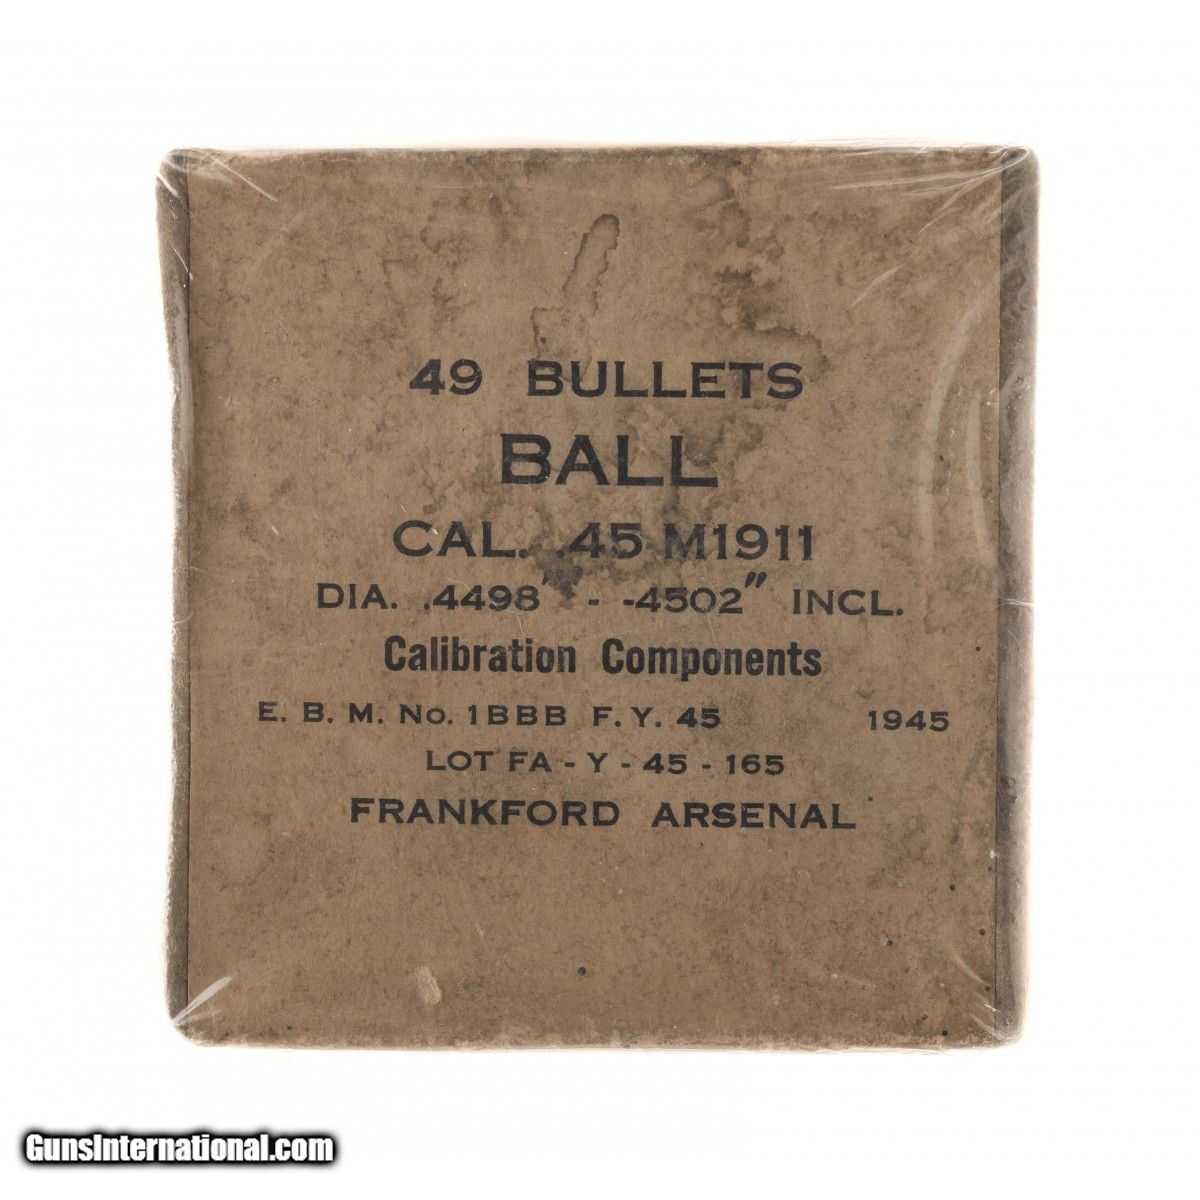 49 BULLETS
BALL
CAL. .45 M1911
DIA. .4498" - -4502" INCL.
Calibration Components
E. B. M. No. 1BBB F. Y. 45 1945
LOT FA - Y - 45 - 165
FRANKFORD ARSENAL
GunsInternational.com